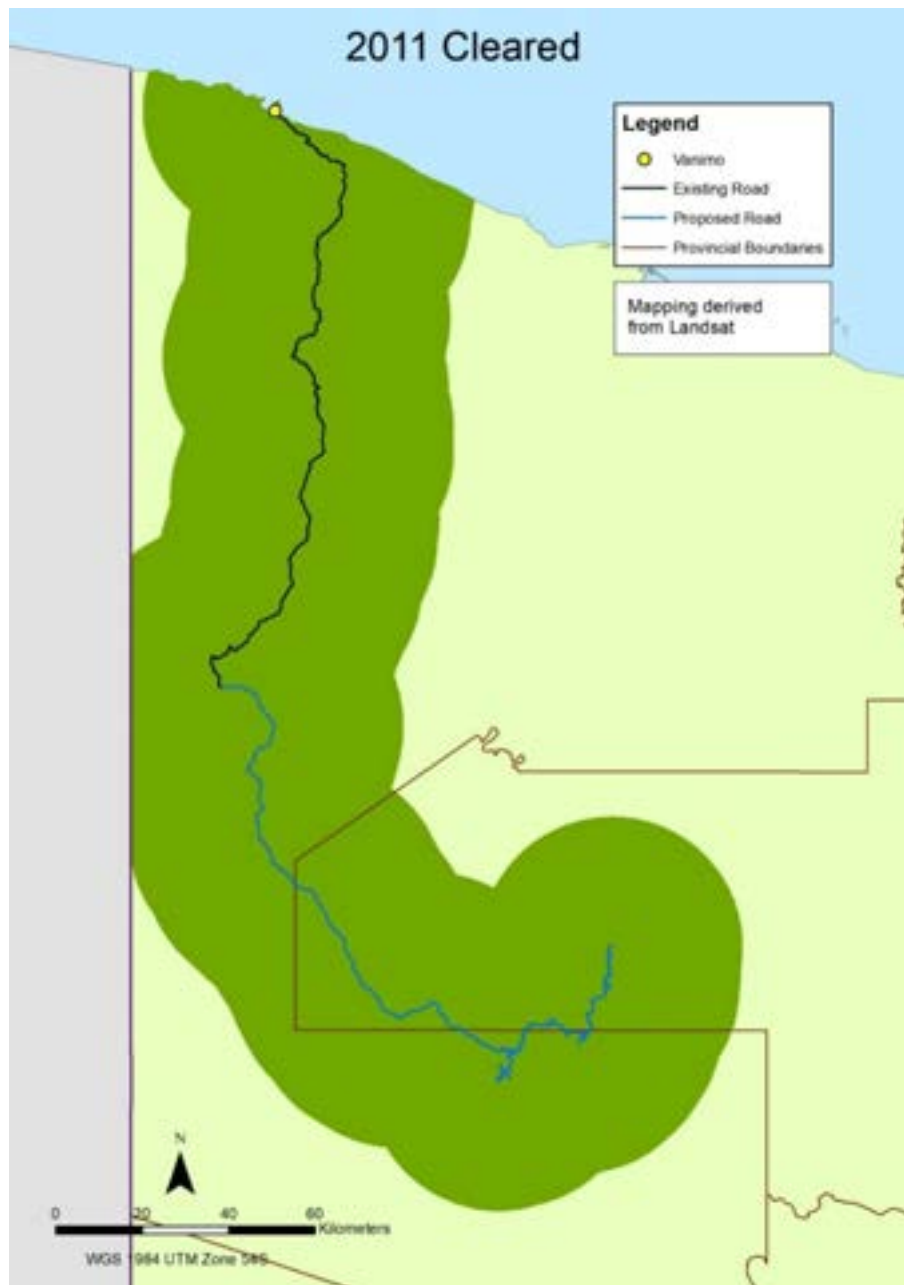 2011 Cleared
Legend
Vanimo
Existing Road
Proposed Road
Provincial Boundaries
Mapping derived
from Landsat
N
0 20 40 60
Kilometers
WGS 1984 UTM Zone